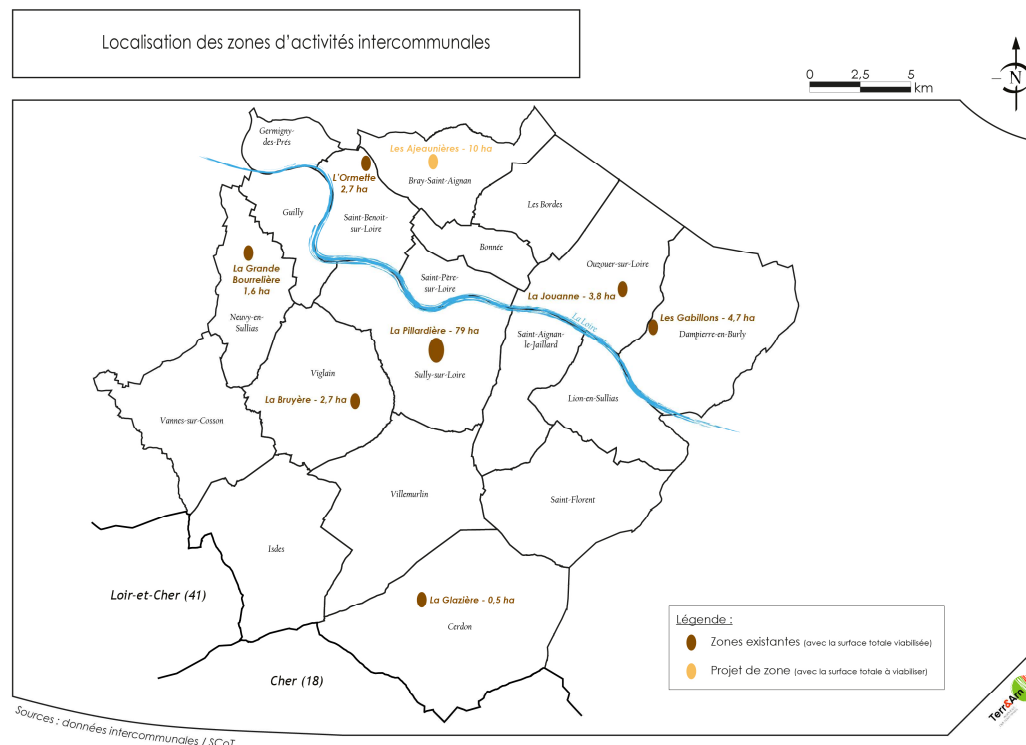 Localisation des zones d'activités intercommunales
0 2,5 5
km
N
Germigny-
des-Prés
Les Ajeaunières - 10 ha
Bray-Saint-Aignan
L'Ormette
2,7 ha
Les Bordes
Guilly
Saint-Benoit-
sur-Loire
Bonnée
La Grande
Bourrelière
1,6 ha
Saint-Père-
sur-Loire
Ouzouer-sur-Loire
La Jouanne - 3,8 ha
Neuvy-en-
Sullias
La Pillardière - 79 ha
La Loire
Les Gabillons - 4,7 ha
Saint-Aignan-
le-Jaillard
Dampierre-en-Burly
Viglain
Sully-sur-Loire
La Bruyère - 2,7 ha
Lion-en-Sullias
Vannes-sur-Cosson
Villemurlin
Saint-Florent
Isdes
Loir-et-Cher (41)
La Glazière - 0,5 ha
Cerdon
Cher (18)
Légende :
Zones existantes (avec la surface totale viabilisée)
Projet de zone (avec la surface totale à viabiliser)
Sources : données intercommunales / SCoT
Terr&Am